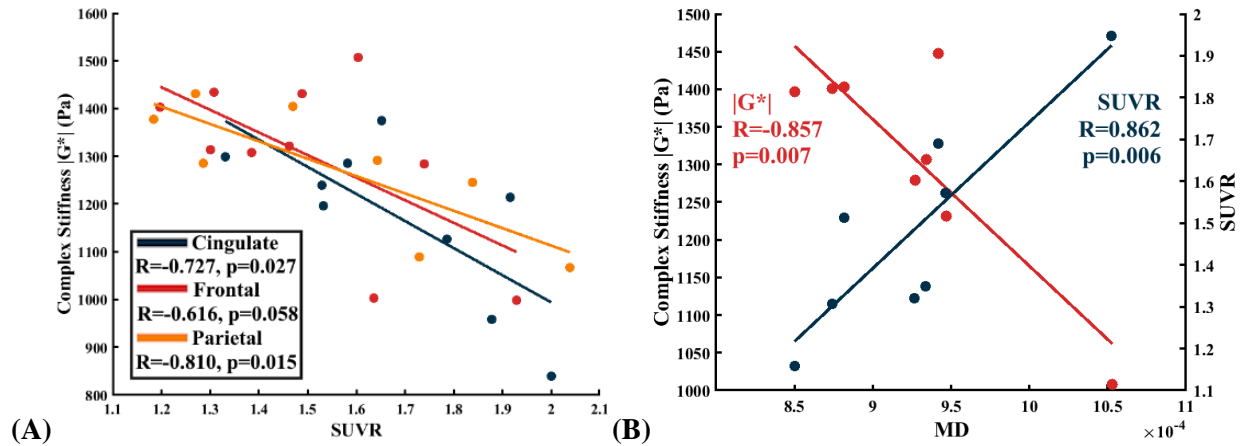 1600
1500
1400
1300
1200
1100
1000
900
800
Complex Stiffness |G*| (Pa)
Cingulate
R=-0.727, p=0.027
Frontal
R=-0.616, p=0.058
Parietal
R=-0.810, p=0.015
1.1 1.2 1.3 1.4 1.5 1.6 1.7 1.8 1.9 2 2.1
SUVR
(A)
1500
1450
1400
1350
1300
1250
1200
1150
1100
1050
1000
Complex Stiffness |G*| (Pa)
|G*|
R=-0.857
p=0.007
SUVR
R=0.862
p=0.006
2
1.9
1.8
1.7
1.6
1.5
1.4
1.3
1.2
1.1
SUVR
8.5 9 9.5 10 10.5 11
MD
×10-4
(B)